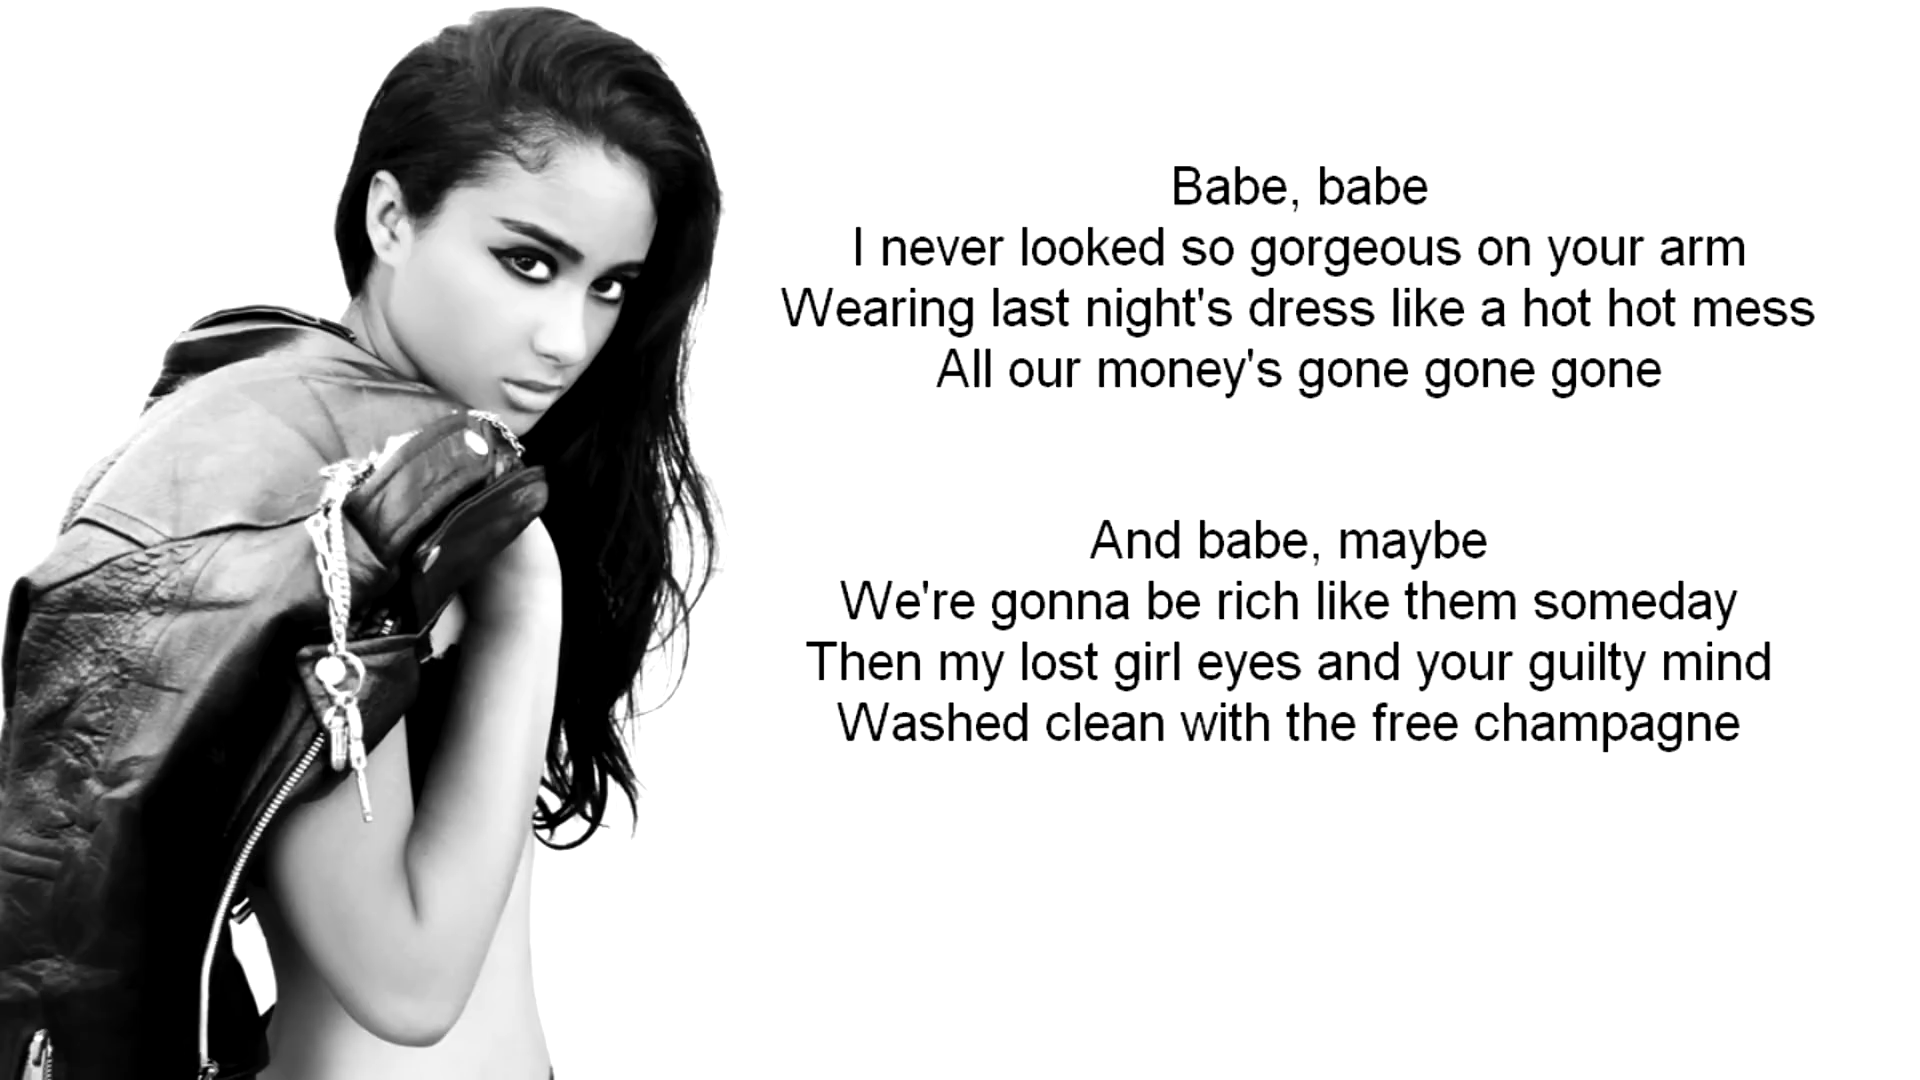 Babe, babe
I never looked so gorgeous on your arm
Wearing last night's dress like a hot hot mess
All our money's gone gone gone
And babe, maybe
We're gonna be rich like them someday
Then my lost girl eyes and your guilty mind
Washed clean with the free champagne